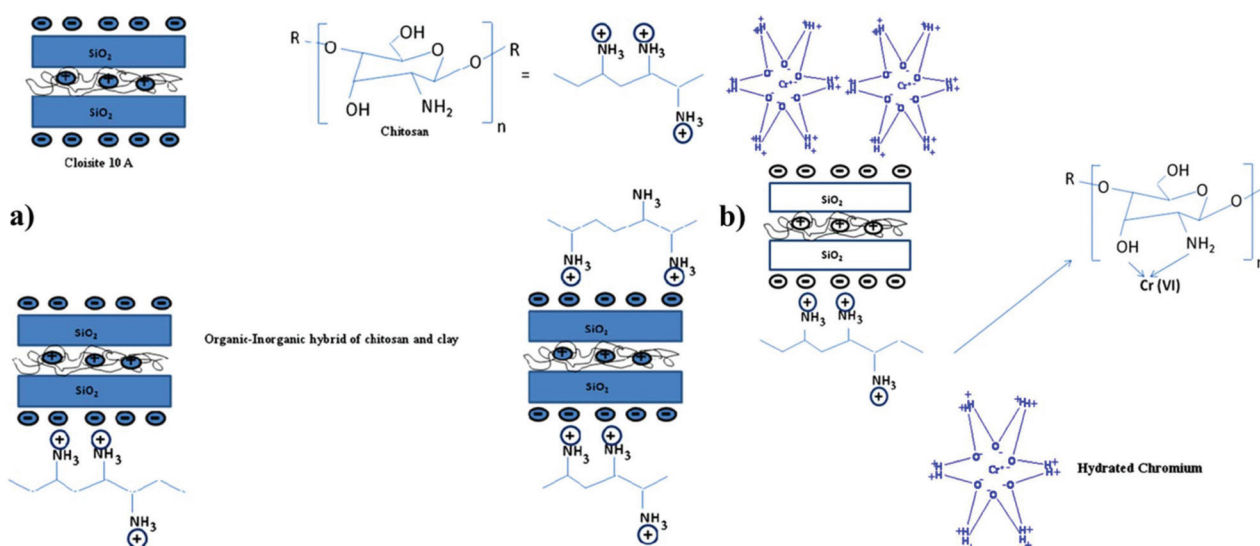 SiO2
SiO2
Cloisite 10 A
R
O
OH
O
O
R
OH
NH2
n
Chitosan
=
NH3
+
NH3
+
NH3
+
a)
SiO2
SiO2
NH3
+
NH3
+
NH3
+
Organic-Inorganic hybrid of chitosan and clay
NH3
NH3
+
NH3
+
SiO2
SiO2
NH3
+
NH3
+
NH3
+
b)
SiO2
SiO2
NH3
+
NH3
+
NH3
+
R
O
OH
O
O
OH
NH2
n
Cr (VI)
Hydrated Chromium